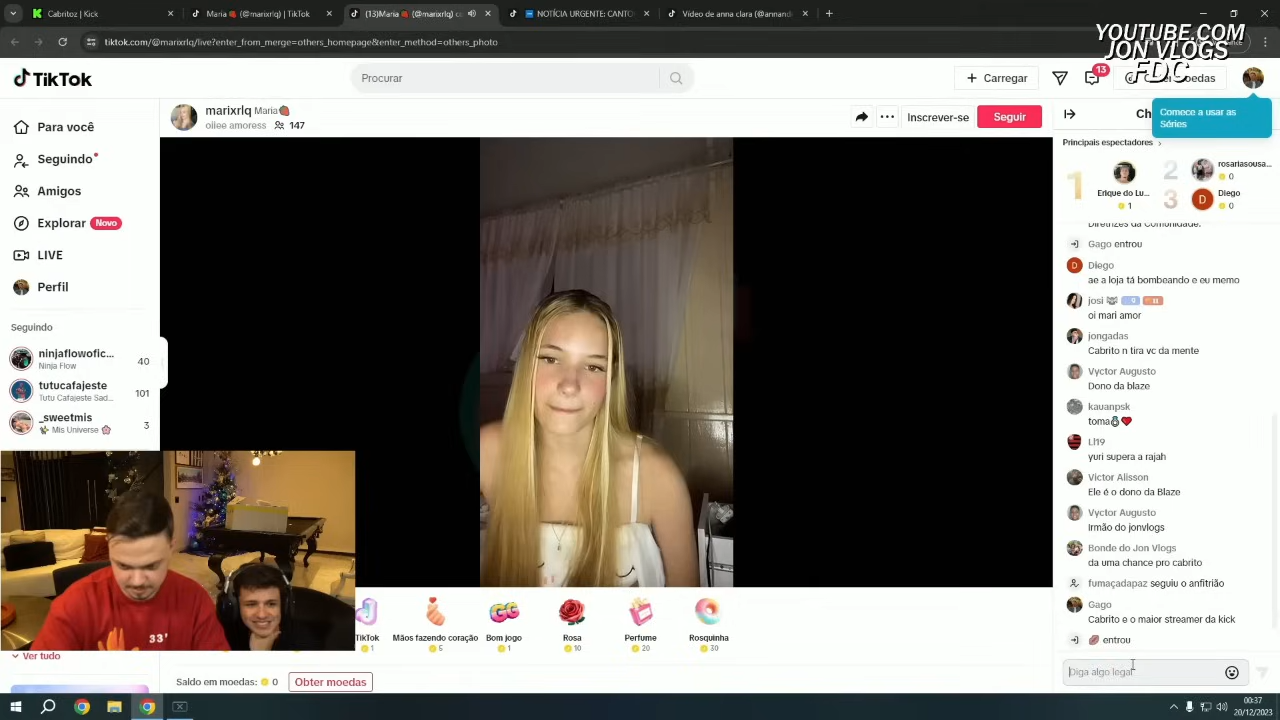 Cabritoz | Kick
Maria (@marixrlq) | TikTok
(13)Maria (@marixrlq) c
NOTÍCIA URGENTE: CANTO
Vídeo de anna clara (@annand
tiktok.com/@marixrlq/live?enter_from_merge=others_homepage&enter_method=others_photo
YOUTUBE.COM
JON VLOGS
FDC
TikTok
Procurar
Carregar
13
moedas
Comece a usar as
Séries
Para você
Seguindo
Amigos
Explorar Novo
LIVE
Perfil
Seguindo
ninjaflowofic...
Ninja Flow
40
tutucafajeste
Tutu Cafajeste Sad...
101
_sweetmis
Mis Universe
3
Ver tudo
marixrlq Maria
oiiee amoress 147
Inscrever-se
Seguir
33'
TikTok
1
Mãos fazendo coração
5
GG
Bom jogo
1
Rosa
10
Perfume
20
Rosquinha
30
Saldo em moedas: 0
Obter moedas
Ch
Principais espectadores
1
Erique do Lu...
1
2
rosariasousa...
0
3
D
Diego
0
Diretrizes da Comunidade.
Gago entrou
D
Diego
ae a loja tá bombeando e eu memo
josi 9 11
oi mari amor
jongadas
Cabrito n tira vc da mente
Vyctor Augusto
Dono da blaze
kauanpsk
toma
Ll19
yuri supera a rajah
Victor Alisson
Ele é o dono da Blaze
Vyctor Augusto
Irmão do jonvlogs
Bonde do Jon Vlogs
da uma chance pro cabrito
fumaçadapaz seguiu o anfitrião
Gago
Cabrito e o maior streamer da kick
entrou
Diga algo legal
00:37
20/12/2023